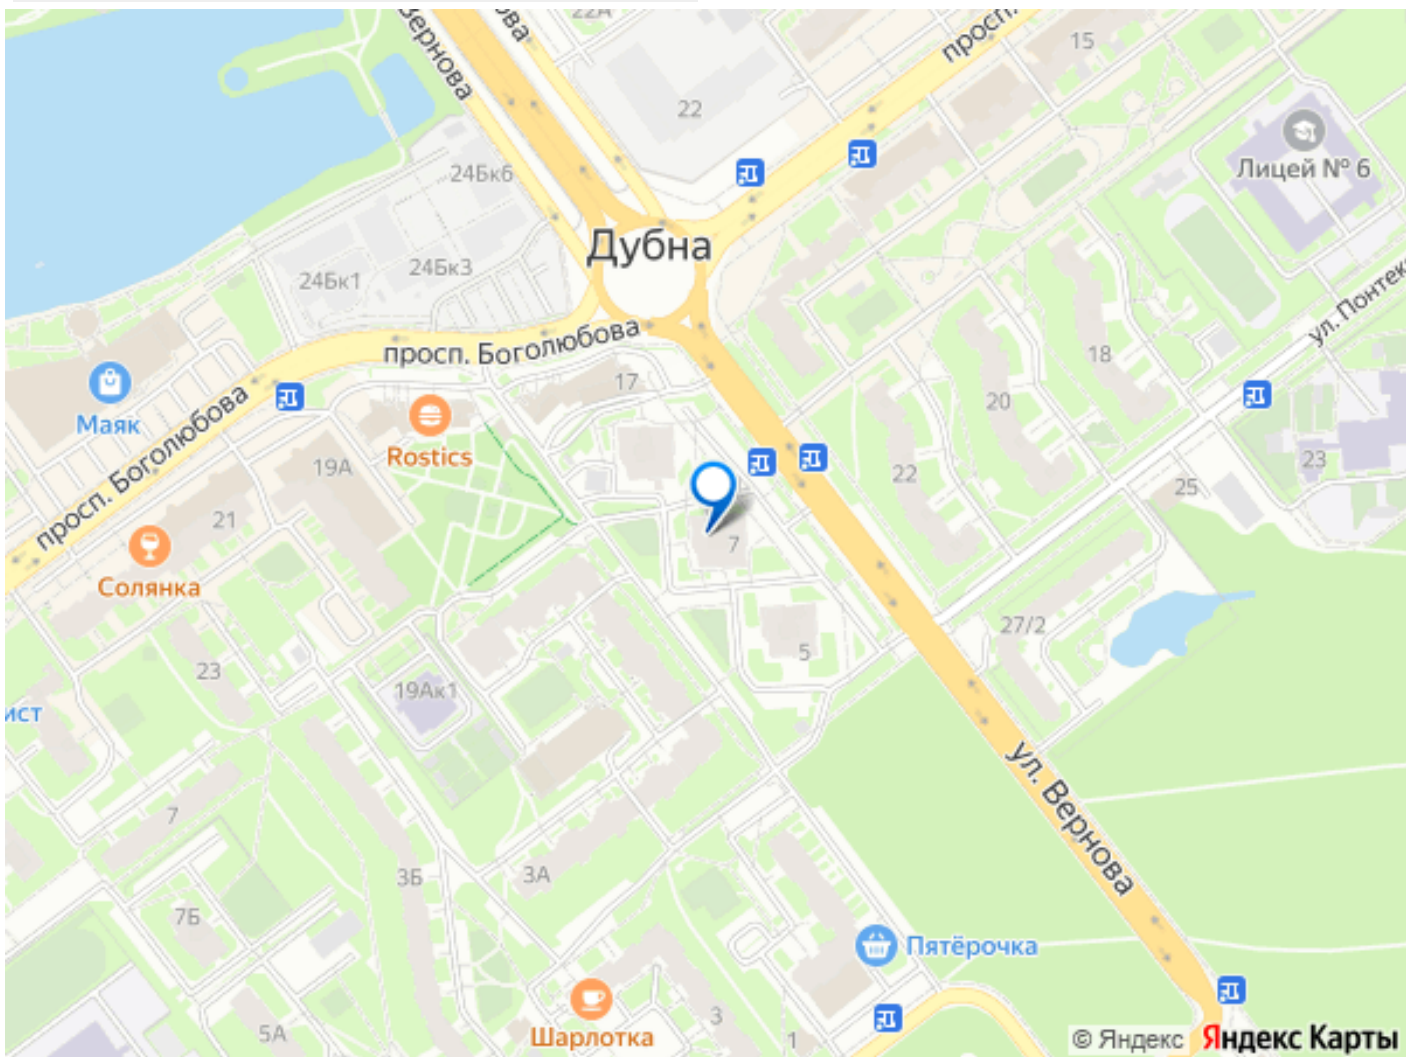 22А
Вернова
ова
просп.
15
22
Лицей № 6
24Бк6
Дубна
24Бк3
24Бк1
ул. Понтек
просп. Боголюбова
18
17
Маяк
20
просп. Боголюбова
Rostics
19А
22
23
25
21
7
Солянка
27/2
5
23
19Ак1
ист
ул. Вернова
7
3Б
3А
7Б
Пятёрочка
3
5А
Шарлотка
1
© Яндекс Яндекс Карты